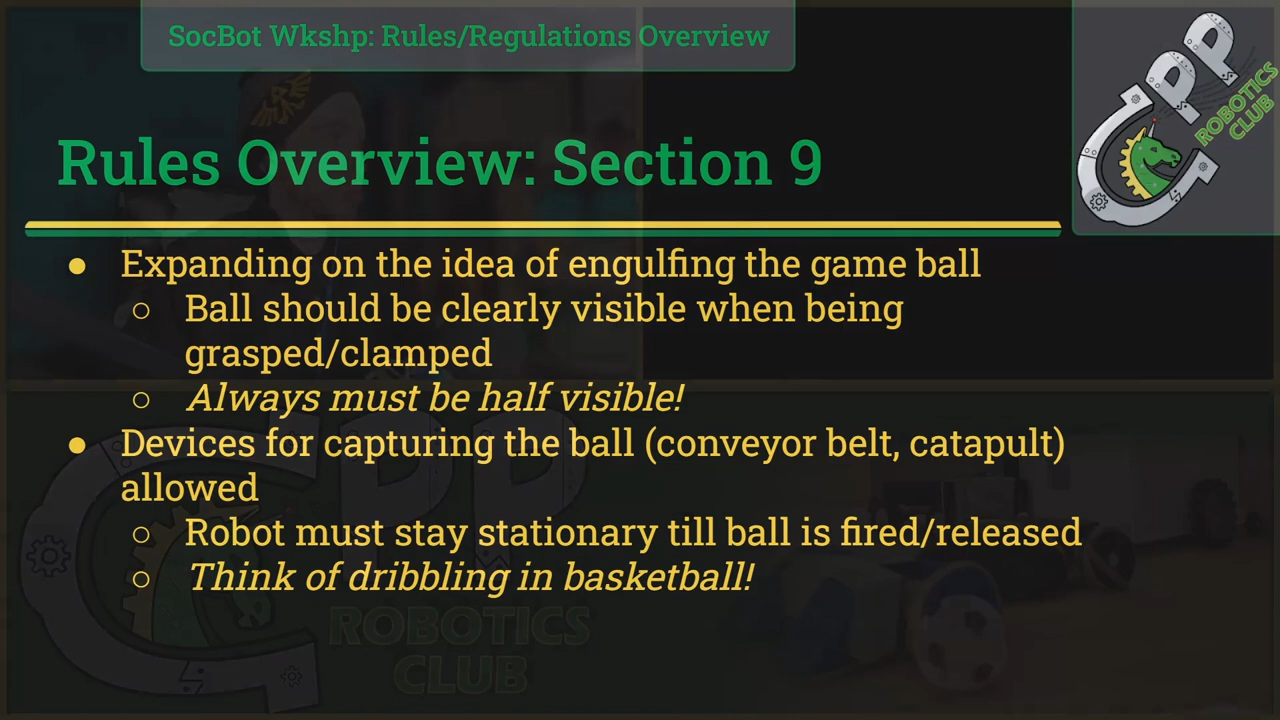 SocBot Wkshp: Rules/Regulations Overview
CPP
ROBOTICS
CLUB
Rules Overview: Section 9
● Expanding on the idea of engulfing the game ball
○ Ball should be clearly visible when being
grasped/clamped
○ Always must be half visible!
● Devices for capturing the ball (conveyor belt, catapult)
allowed
○ Robot must stay stationary till ball is fired/released
○ Think of dribbling in basketball!
CPP
ROBOTICS
CLUB